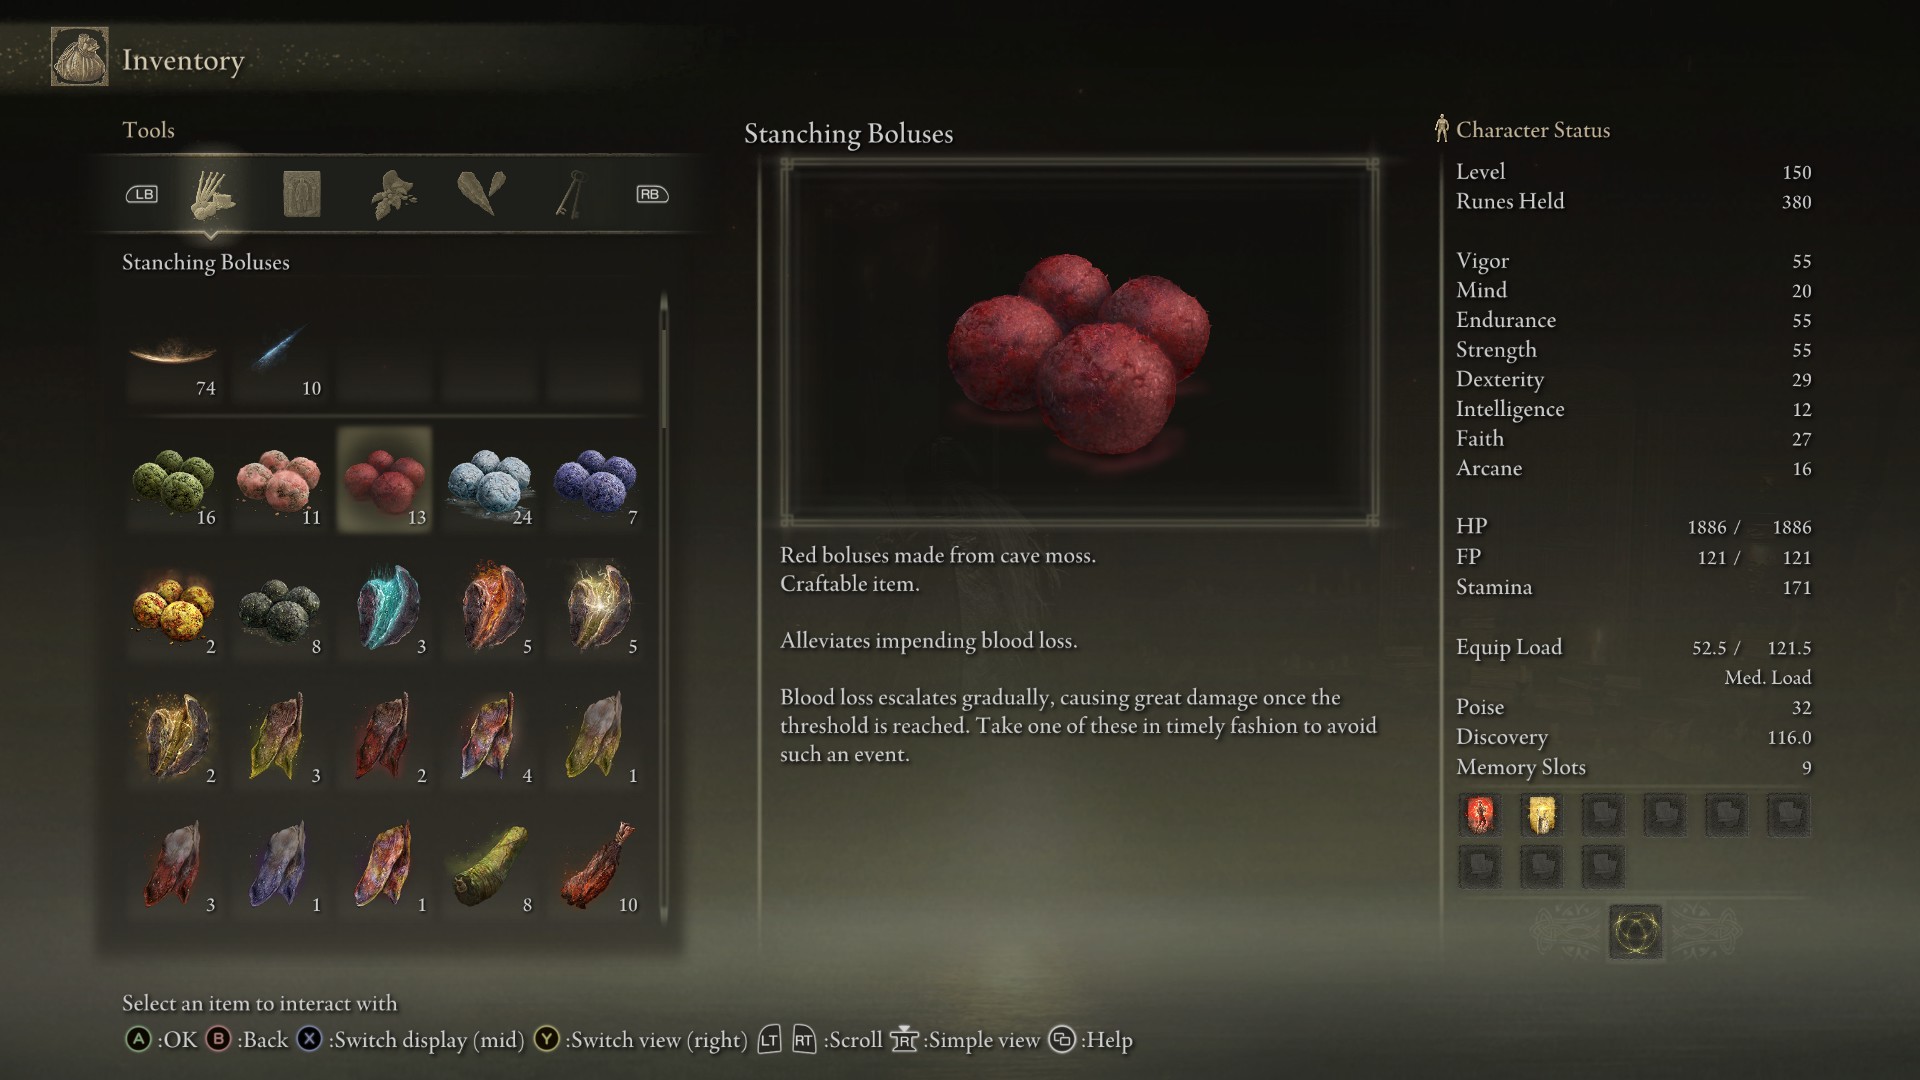 Inventory
Tools
LB
RB
Stanching Boluses
74
10
16
11
13
24
7
2
8
3
5
5
2
3
2
4
1
3
1
1
8
10
Stanching Boluses
Red boluses made from cave moss.
Craftable item.
Alleviates impending blood loss.
Blood loss escalates gradually, causing great damage once the
threshold is reached. Take one of these in timely fashion to avoid
such an event.
Character Status
Level 150
Runes Held 380
Vigor 55
Mind 20
Endurance 55
Strength 55
Dexterity 29
Intelligence 12
Faith 27
Arcane 16
HP 1886 / 1886
FP 121 / 121
Stamina 171
Equip Load 52.5 / 121.5
Med. Load
Poise 32
Discovery 116.0
Memory Slots 9
Select an item to interact with
A :OK B :Back X :Switch display (mid) Y :Switch view (right) LT RT :Scroll R :Simple view :Help